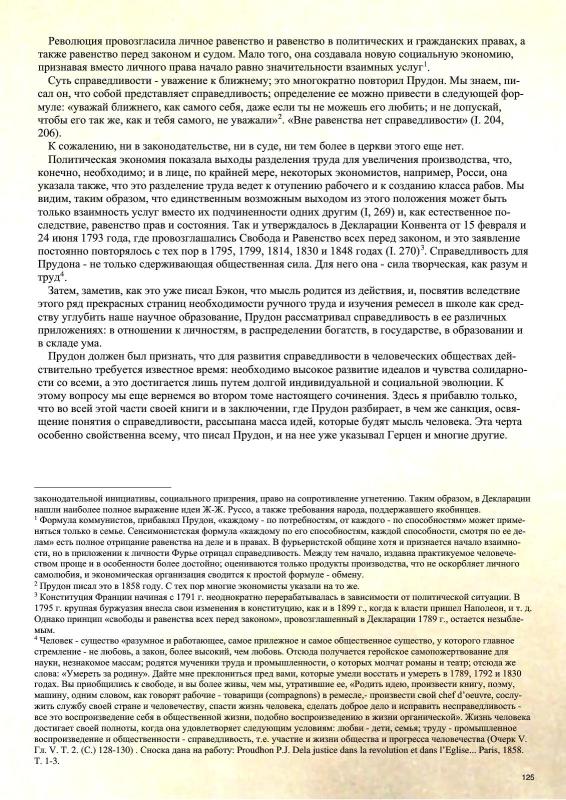 Революция провозгласила личное равенство и равенство в политических и гражданских правах, а
также равенство перед законом и судом. Мало того, она создавала новую социальную экономию,
признавая вместо личного права начало равно значительности взаимных услуг1.
Суть справедливости - уважение к ближнему; это многократно повторил Прудон. Мы знаем, пи-
сал он, что собой представляет справедливость; определение ее можно привести в следующей фор-
муле: «уважай ближнего, как самого себя, даже если ты не можешь его любить; и не допускай,
чтобы его так же, как и тебя самого, не уважали»2. «Вне равенства нет справедливости» (I. 204,
206).
К сожалению, ни в законодательстве, ни в суде, ни тем более в церкви этого еще нет.
Политическая экономия показала выходы разделения труда для увеличения производства, что,
конечно, необходимо; и в лице, по крайней мере, некоторых экономистов, например, Росси, она
указала также, что это разделение труда ведет к отупению рабочего и к созданию класса рабов. Мы
видим, таким образом, что единственным возможным выходом из этого положения может быть
только взаимность услуг вместо их подчиненности одних другим (I, 269) и, как естественное по-
следствие, равенство прав и состояния. Так и утверждалось в Декларации Конвента от 15 февраля и
24 июня 1793 года, где провозглашались Свобода и Равенство всех перед законом, и это заявление
постоянно повторялось с тех пор в 1795, 1799, 1814, 1830 и 1848 годах (I. 270)3. Справедливость для
Прудона - не только сдерживающая общественная сила. Для него она - сила творческая, как разум и
труд4.
Затем, заметив, как это уже писал Бэкон, что мысль родится из действия, и, посвятив вследствие
этого ряд прекрасных страниц необходимости ручного труда и изучения ремесел в школе как сред-
ству углубить наше научное образование, Прудон рассматривал справедливость в ее различных
приложениях: в отношении к личностям, в распределении богатств, в государстве, в образовании и
в складе ума.
Прудон должен был признать, что для развития справедливости в человеческих обществах дей-
ствительно требуется известное время: необходимо высокое развитие идеалов и чувства солидарно-
сти со всеми, а это достигается лишь путем долгой индивидуальной и социальной эволюции. К
этому вопросу мы еще вернемся во втором томе настоящего сочинения. Здесь я прибавлю только,
что во всей этой части своей книги и в заключении, где Прудон разбирает, в чем же санкция, освя-
щение понятия о справедливости, рассыпана масса идей, которые будят мысль человека. Эта черта
особенно свойственна всему, что писал Прудон, и на нее уже указывал Герцен и многие другие.
законодательной инициативы, социального призрения, право на сопротивление угнетению. Таким образом, в Декларации
нашли наиболее полное выражение идеи Ж-Ж. Руссо, а также требования народа, поддержавшего якобинцев.
1 Формула коммунистов, прибавлял Прудон, «каждому - по потребностям, от каждого - по способностям» может приме-
няться только в семье. Сенсимонистская формула «каждому по его способностям, каждой способности, смотря по ее де-
лам» есть полное отрицание равенства на деле и в правах. В фурьеристской общине хотя и признается начало взаимно-
сти, но в приложении к личности Фурье отрицал справедливость. Между тем начало, издавна практикуемое человече-
ством проще и в особенности более достойно; оцениваются только продукты производства, что не оскорбляет личного
самолюбия, и экономическая организация сводится к простой формуле - обмену.
2 Прудон писал это в 1858 году. С тех пор многие экономисты указали на то же.
3 Конституция Франции начиная с 1791 г. неоднократно перерабатывалась в зависимости от политической ситуации. В
1795 г. крупная буржуазия внесла свои изменения в конституцию, как и в 1899 г., когда к власти пришел Наполеон, и т. д.
Однако принцип «свободы и равенства всех перед законом», провозглашенный в Декларации 1789 г., остается незыбле-
мым.
4 Человек - существо «разумное и работающее, самое прилежное и самое общественное существо, у которого главное
стремление - не любовь, а закон, более высокий, чем любовь. Отсюда получается геройское самопожертвование для
науки, незнакомое массам; родятся мученики труда и промышленности, о которых молчат романы и театр; отсюда же
слова: «Умереть за родину». Дайте мне преклониться пред вами, которые умели восстать и умереть в 1789, 1792 и 1830
годах. Вы приобщились к свободе, и вы более живы, чем мы, утратившие ее, «Родить идею, произвести книгу, поэму,
машину, одним словом, как говорят рабочие - товарищи (compagnons) в ремесле,- произвести свой chef d'oeuvre, сослу-
жить службу своей стране и человечеству, спасти жизнь человека, сделать доброе дело и исправить несправедливость -
все это воспроизведение себя в общественной жизни, подобно воспроизведению в жизни органической». Жизнь человека
достигает своей полноты, когда она удовлетворяет следующим условиям: любви - дети, семья; труду - промышленное
воспроизведение и общественности - справедливость, т.е. участие и жизни общества и прогресса человечества (Очерк V.
Гл. V. Т. 2. (С.) 128-130) . Сноска дана на работу: Proudhon P.J. Dela justice dans la revolution et dans l'Eglise... Paris, 1858.
Т. 1-3.
125